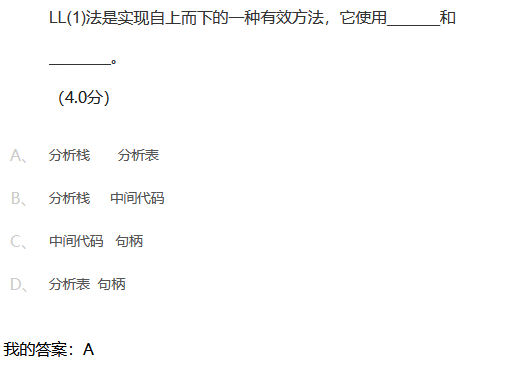 LL(1)法是实现自上而下的一种有效方法，它使用_______和
________。
（4.0分）
A、 分析栈 分析表
B、 分析栈 中间代码
C、 中间代码 句柄
D、 分析表 句柄
我的答案：A